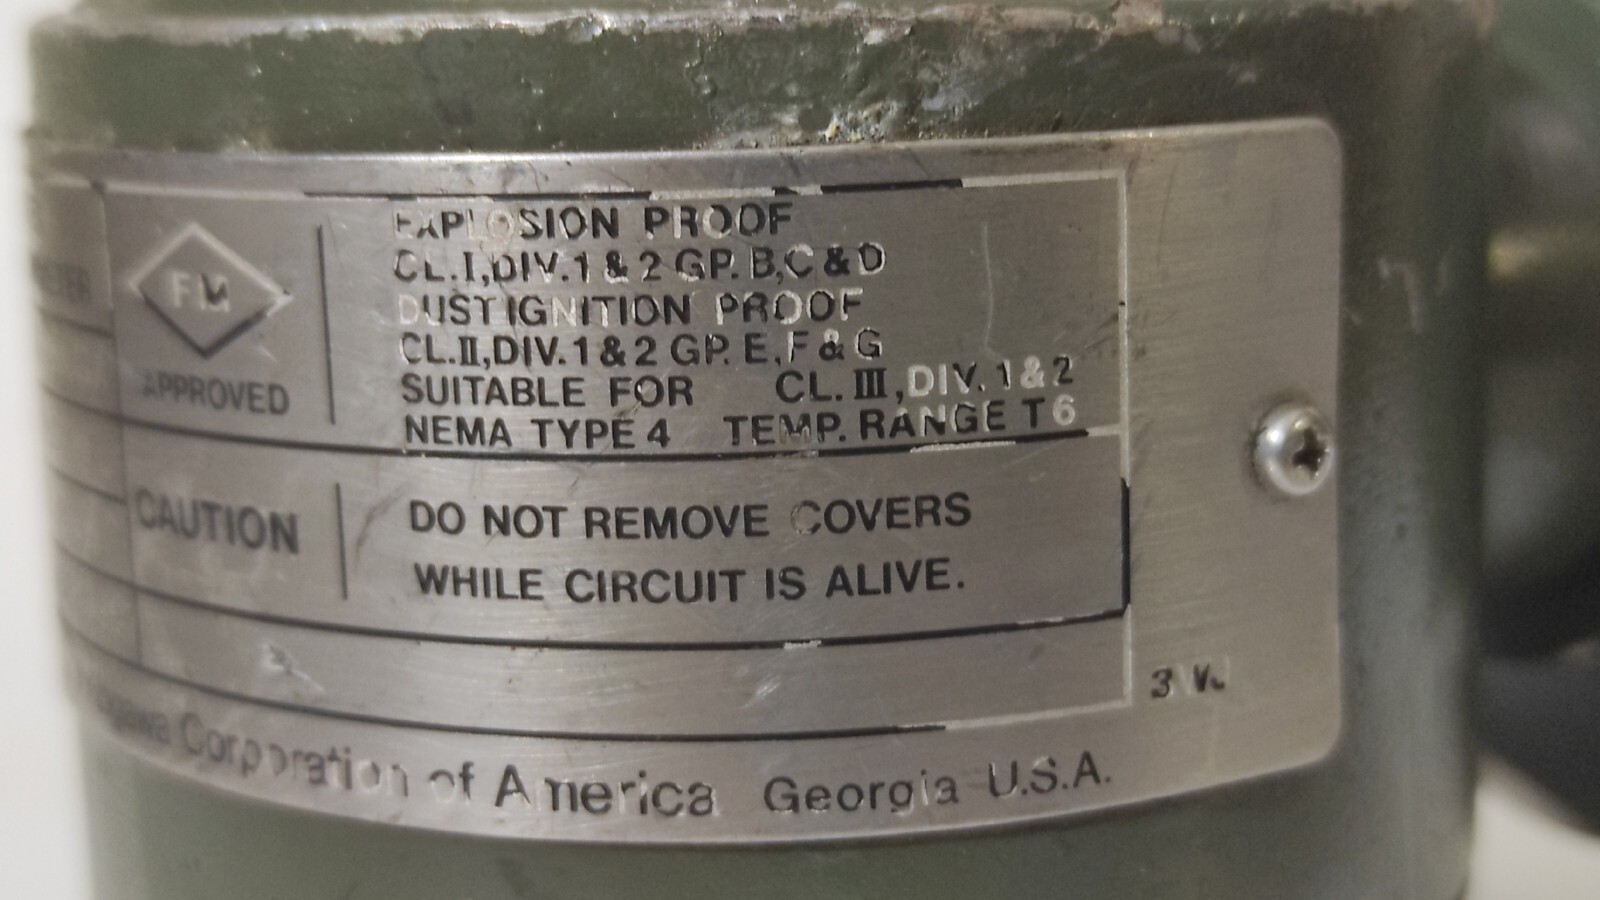 FM
APPROVED
EXPLOSION PROOF
CL.I,DIV.1 & 2 GP. B,C & D
DUST IGNITION PROOF
CL.II,DIV.1 & 2 GP. E,F & G
SUITABLE FOR CL.III,DIV.1 & 2
NEMA TYPE 4 TEMP. RANGE T6
CAUTION
DO NOT REMOVE COVERS
WHILE CIRCUIT IS ALIVE.
Corporation of America Georgia U.S.A.